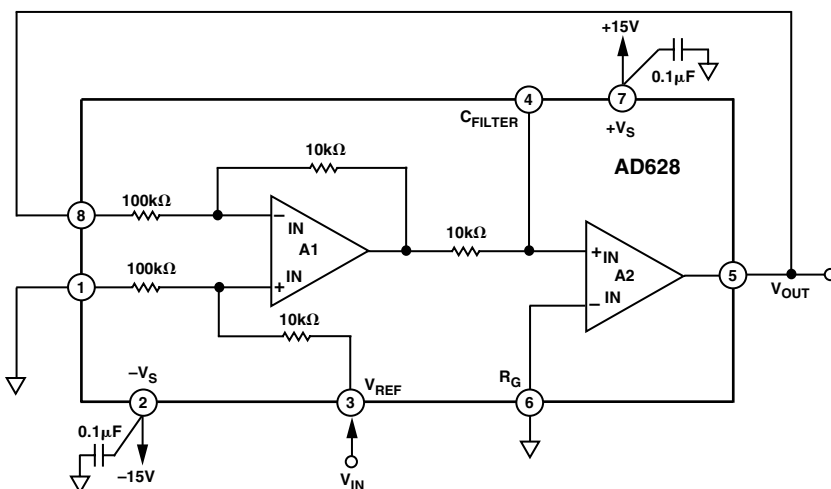 +15V
0.1µF
4
7
CFILTER
+VS
10kΩ
AD628
100kΩ
8
−
IN
A1
10kΩ
+
IN
A2
100kΩ
IN
+
1
−
IN
5
VOUT
10kΩ
−VS
VREF
RG
2
3
6
0.1µF
−15V
VIN